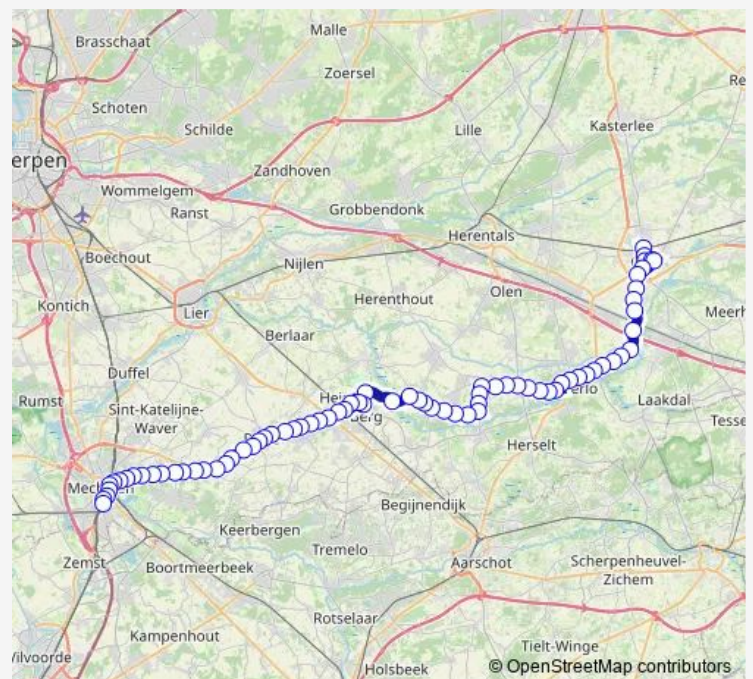 Malle
Brasschaat
Zoersel
Re
Schoten
Schilde
Lille
Kasterlee
erpen
Zandhoven
Wommelgem
Ranst
Grobbendonk
Herentals
Boechout
Nijlen
Olen
Herenthout
Kontich
Lier
Meerh
Berlaar
Duffel
Rumst
Laakdal
Sint-Katelijne-
Waver
Berg
Tesse
Herselt
Begijnendijk
Keerbergen
Tremelo
Zemst
Boortmeerbeek
Aarschot
Scherpenheuvel-
Zichem
Rotselaar
Kampenhout
Tielt-Winge
Vilvoorde
Holsbeek
© OpenStreetMap contributors